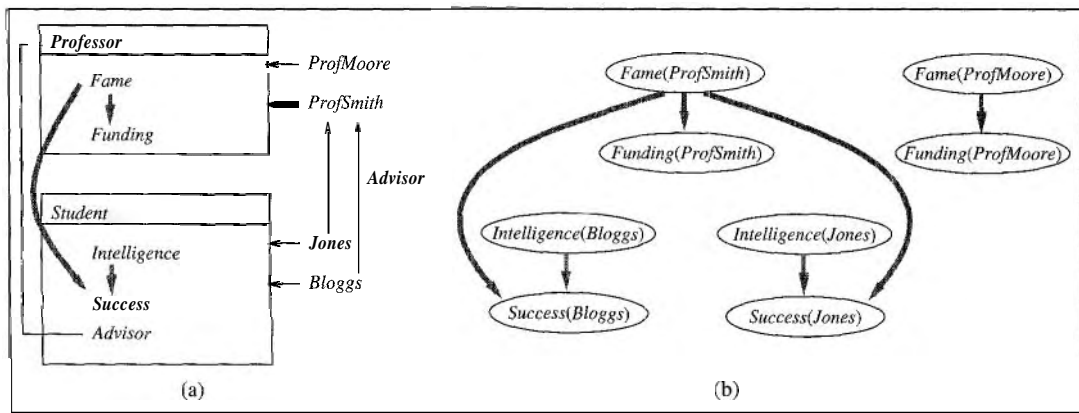 Professor
ProfMoore
Fame
ProfSmith
Funding
Advisor
Student
Jones
Intelligence
Bloggs
Success
Advisor
(a)
Fame(ProfSmith)
Fame(ProfMoore)
Funding(ProfSmith)
Funding(ProfMoore)
Intelligence(Bloggs)
Intelligence(Jones)
Success(Bloggs)
Success(Jones)
(b)